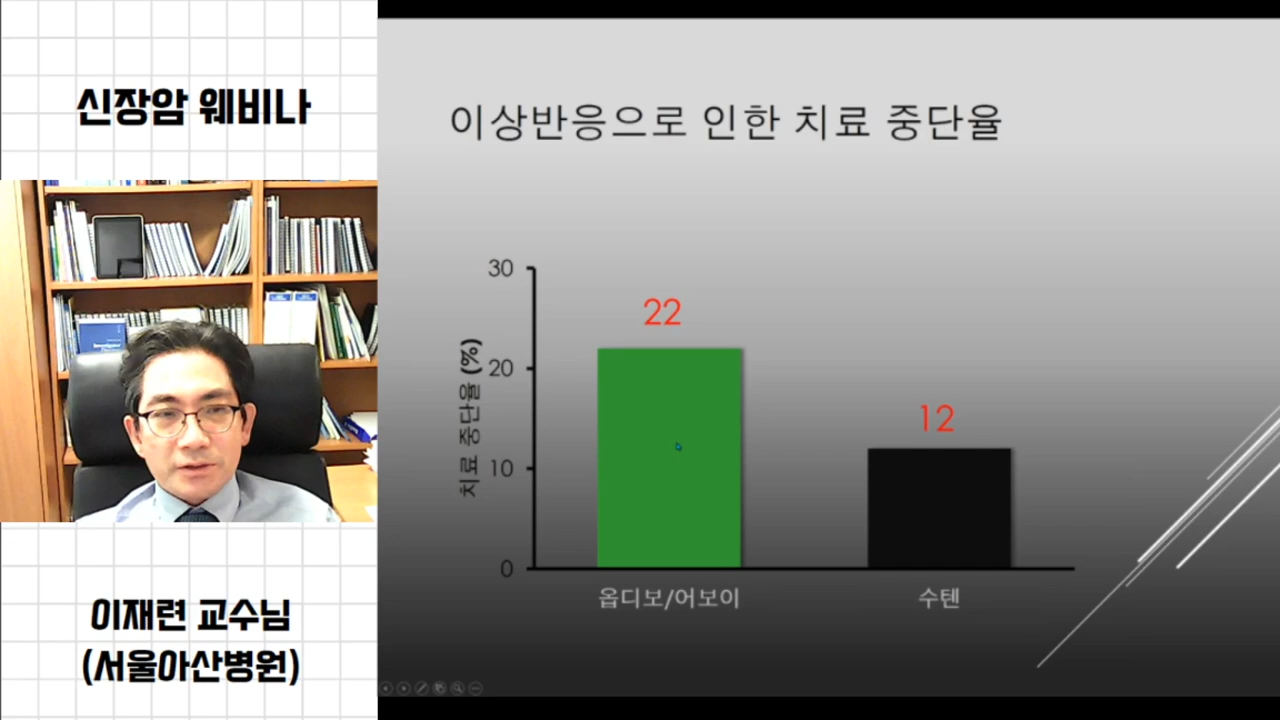 신장암 웨비나
이재련 교수님
(서울아산병원)
이상반응으로 인한 치료 중단율
치료 중단율 (%)
30
20
10
0
22
12
옵디보/여보이
수텐